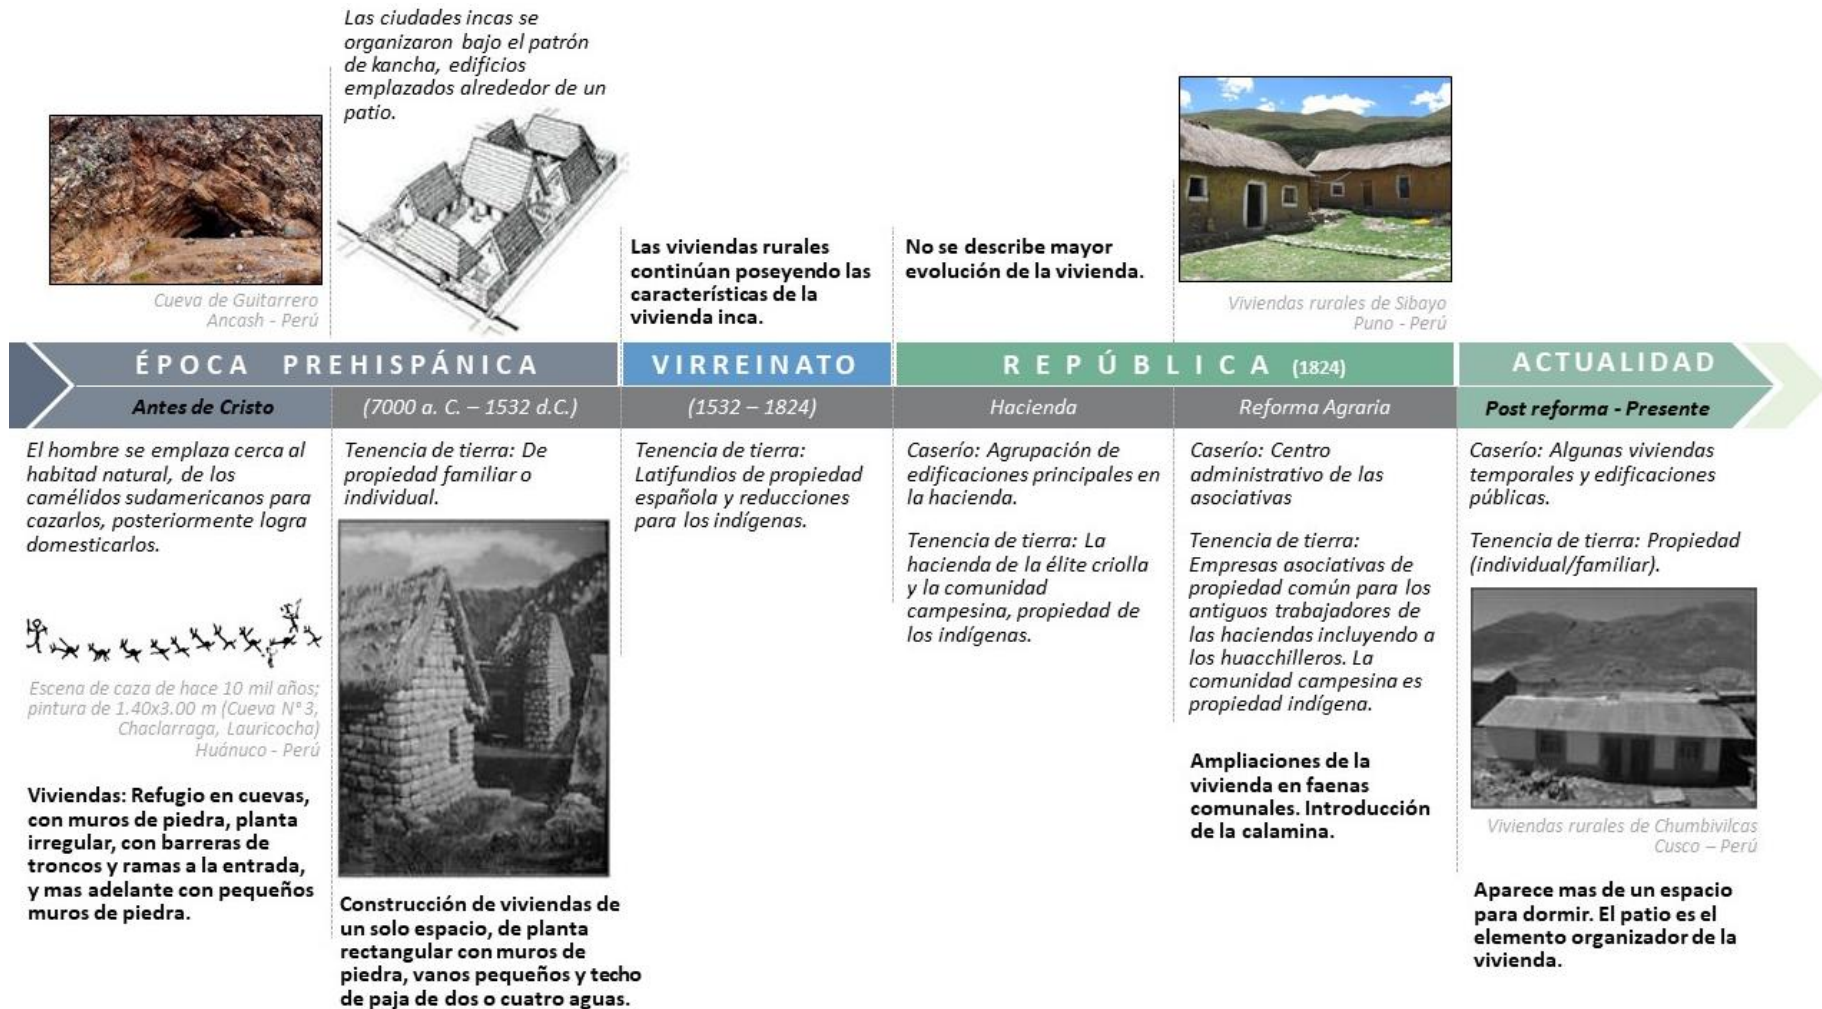 Las ciudades incas se
organizaron bajo el patrón
de kancha, edificios
emplazados alrededor de un
patio.
Cueva de Guitarrero
Ancash - Perú
Las viviendas rurales
continúan poseyendo las
características de la
vivienda inca.
No se describe mayor
evolución de la vivienda.
Viviendas rurales de Sibayo
Puno - Perú
ÉPOCA PREHISPÁNICA
VIRREINATO
REPÚBLICA (1824)
ACTUALIDAD
Antes de Cristo
(7000 a. C. – 1532 d.C.)
(1532 – 1824)
Hacienda
Reforma Agraria
Post reforma - Presente
El hombre se emplaza cerca al
habitad natural, de los
camélidos sudamericanos para
cazarlos, posteriormente logra
domesticarlos.
Escena de caza de hace 10 mil años;
pintura de 1.40x3.00 m (Cueva N°3,
Chaclarraga, Lauricocha)
Huánuco - Perú
Viviendas: Refugio en cuevas,
con muros de piedra, planta
irregular, con barreras de
troncos y ramas a la entrada,
y mas adelante con pequeños
muros de piedra.
Tenencia de tierra: De
propiedad familiar o
individual.
Construcción de viviendas de
un solo espacio, de planta
rectangular con muros de
piedra, vanos pequeños y techo
de paja de dos o cuatro aguas.
Tenencia de tierra:
Latifundios de propiedad
española y reducciones
para los indígenas.
Caserío: Agrupación de
edificaciones principales en
la hacienda.
Tenencia de tierra: La
hacienda de la élite criolla
y la comunidad
campesina, propiedad de
los indígenas.
Caserío: Centro
administrativo de las
asociativas
Tenencia de tierra:
Empresas asociativas de
propiedad común para los
antiguos trabajadores de
las haciendas incluyendo a
los huacchilleros. La
comunidad campesina es
propiedad indígena.
Ampliaciones de la
vivienda en faenas
comunales. Introducción
de la calamina.
Caserío: Algunas viviendas
temporales y edificaciones
públicas.
Tenencia de tierra: Propiedad
(individual/familiar).
Viviendas rurales de Chumbivilcas
Cusco – Perú
Aparece mas de un espacio
para dormir. El patio es el
elemento organizador de la
vivienda.